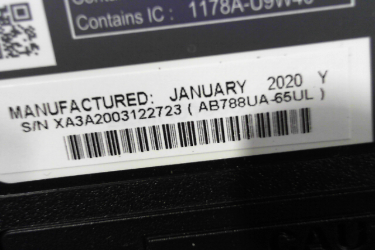 Contains IC : 1178A-U9W40
MANUFACTURED: JANUARY 2020 Y
S/N XA3A2003122723 ( AB788UA-65UL )